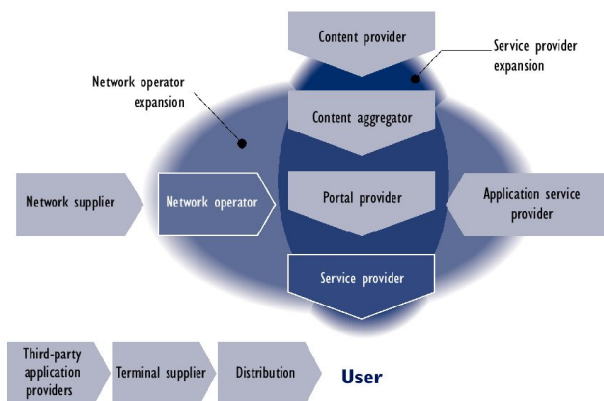 Content provider
Service provider
expansion
Network operator
expansion
Content aggregator
Network supplier
Network operator
Portal provider
Application service
provider
Service provider
Third-party
application
providers
Terminal supplier
Distribution
User